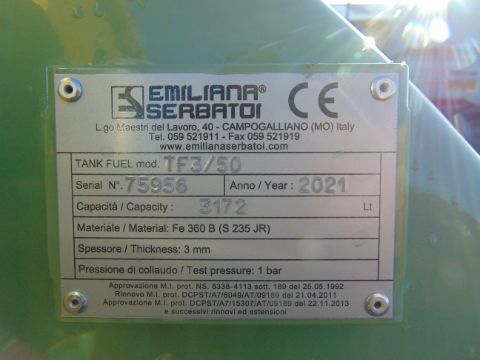 EMILIANA®
SERBATOI
CE
L.go Maestri del Lavoro, 40 - CAMPOGALLIANO (MO) Italy
Tel. 059 521911 - Fax 059 521919
www.emilianaserbatoi.com
TANK FUEL mod. TF3/50
Serial N°. 75956 Anno / Year : 2021
Capacità / Capacity : 3172 Lt
Materiale / Material: Fe 360 B (S 235 JR)
Spessore / Thickness: 3 mm
Pressione di collaudo / Test pressure: 1 bar
Approvazione M.I. prot. NS. 6338-4113 sott. 189 del 25.05.1992
Rinnovo M.I. prot. DCPST/A7/6049/AT/09189 del 21.04.2011
Approvazione M.I. prot. DCPST/A7/15307/AT/09189 del 22.11.2013
e successivi rinnovi ed estensioni